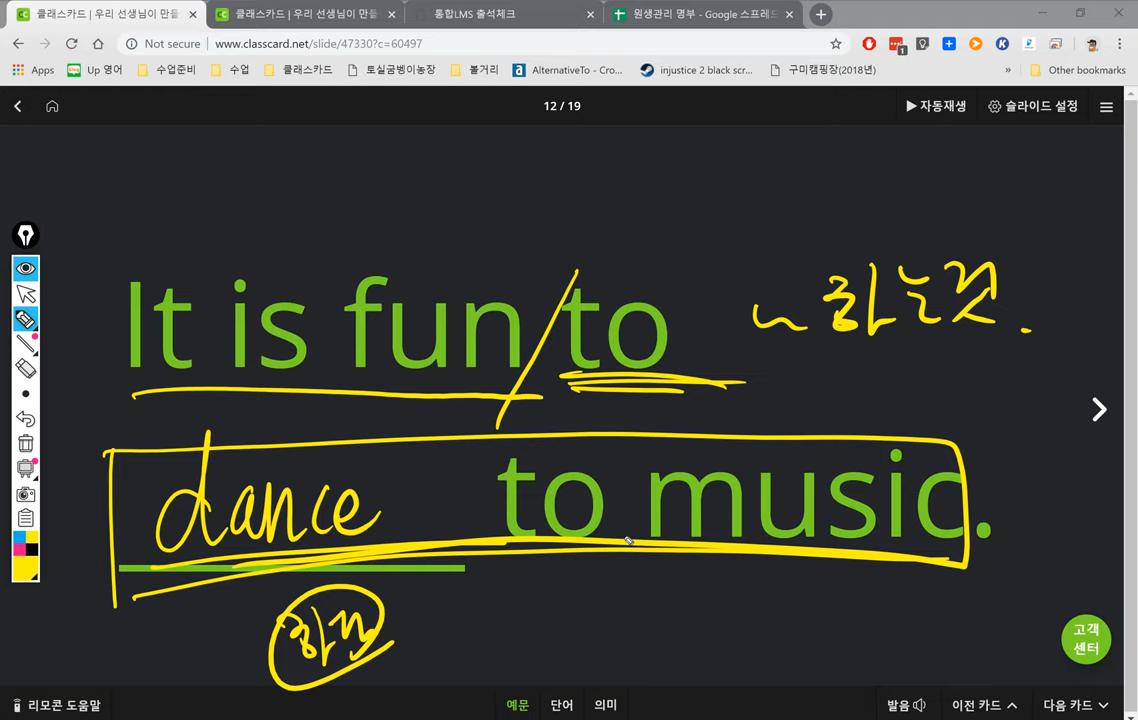 클래스카드 | 우리 선생님이 만들
클래스카드 | 우리 선생님이 만들
통합LMS 출석체크
원생관리 명부 - Google 스프레드
Not secure | www.classcard.net/slide/47330?c=60497
Apps
Up 영어
수업준비
수업
클래스카드
토실굼벵이농장
볼거리
AlternativeTo - Cro...
injustice 2 black scr...
구미캠핑장(2018년)
»
Other bookmarks
12 / 19
자동재생
슬라이드 설정
It is fun / to
~ 하는것.
dance to music.
고객
센터
리모콘 도움말
예문
단어
의미
발음
이전 카드
다음 카드